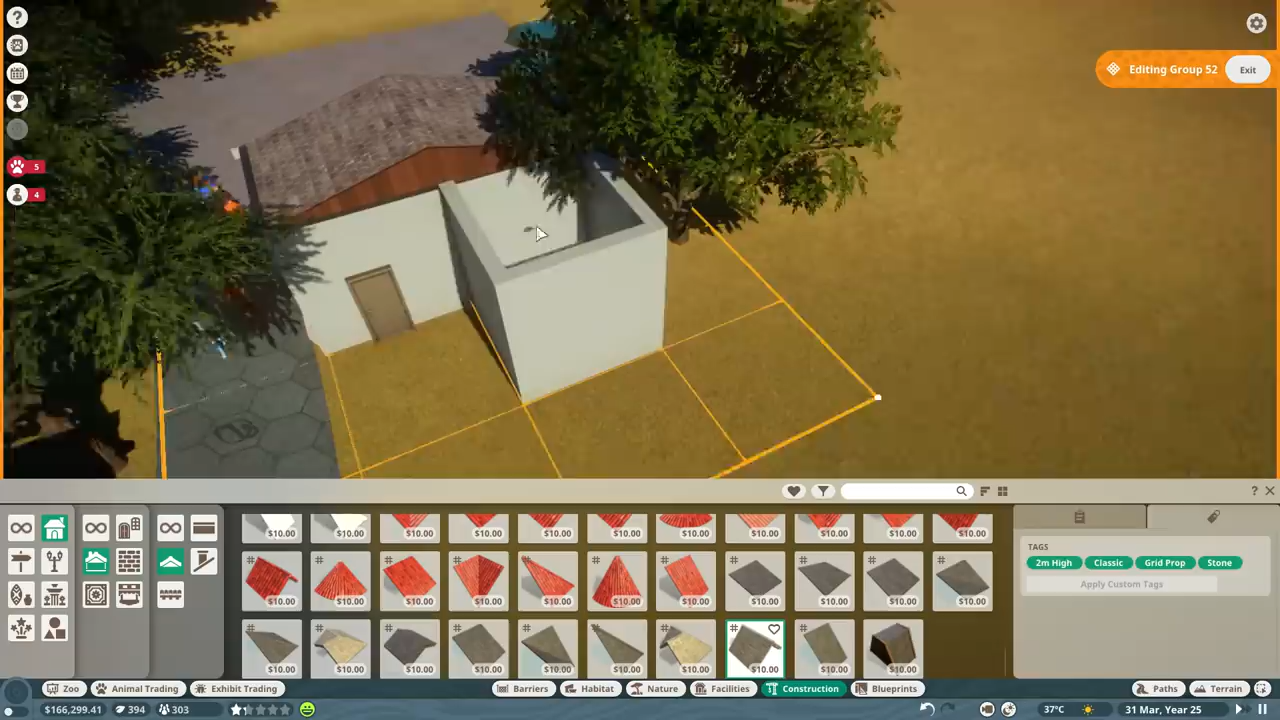 ?
Editing Group 52
Exit
5
4
?
$10.00 $10.00 $10.00 $10.00 $10.00 $10.00 $10.00 $10.00 $10.00 $10.00 $10.00
$10.00 $10.00 $10.00 $10.00 $10.00 $10.00 $10.00 $10.00 $10.00 $10.00 $10.00
$10.00 $10.00 $10.00 $10.00 $10.00 $10.00 $10.00 $10.00 $10.00 $10.00
TAGS
2m High Classic Grid Prop Stone
Apply Custom Tags
Zoo Animal Trading Exhibit Trading Barriers Habitat Nature Facilities Construction Blueprints Paths Terrain
$166,299.41 394 303 37°C 31 Mar, Year 25